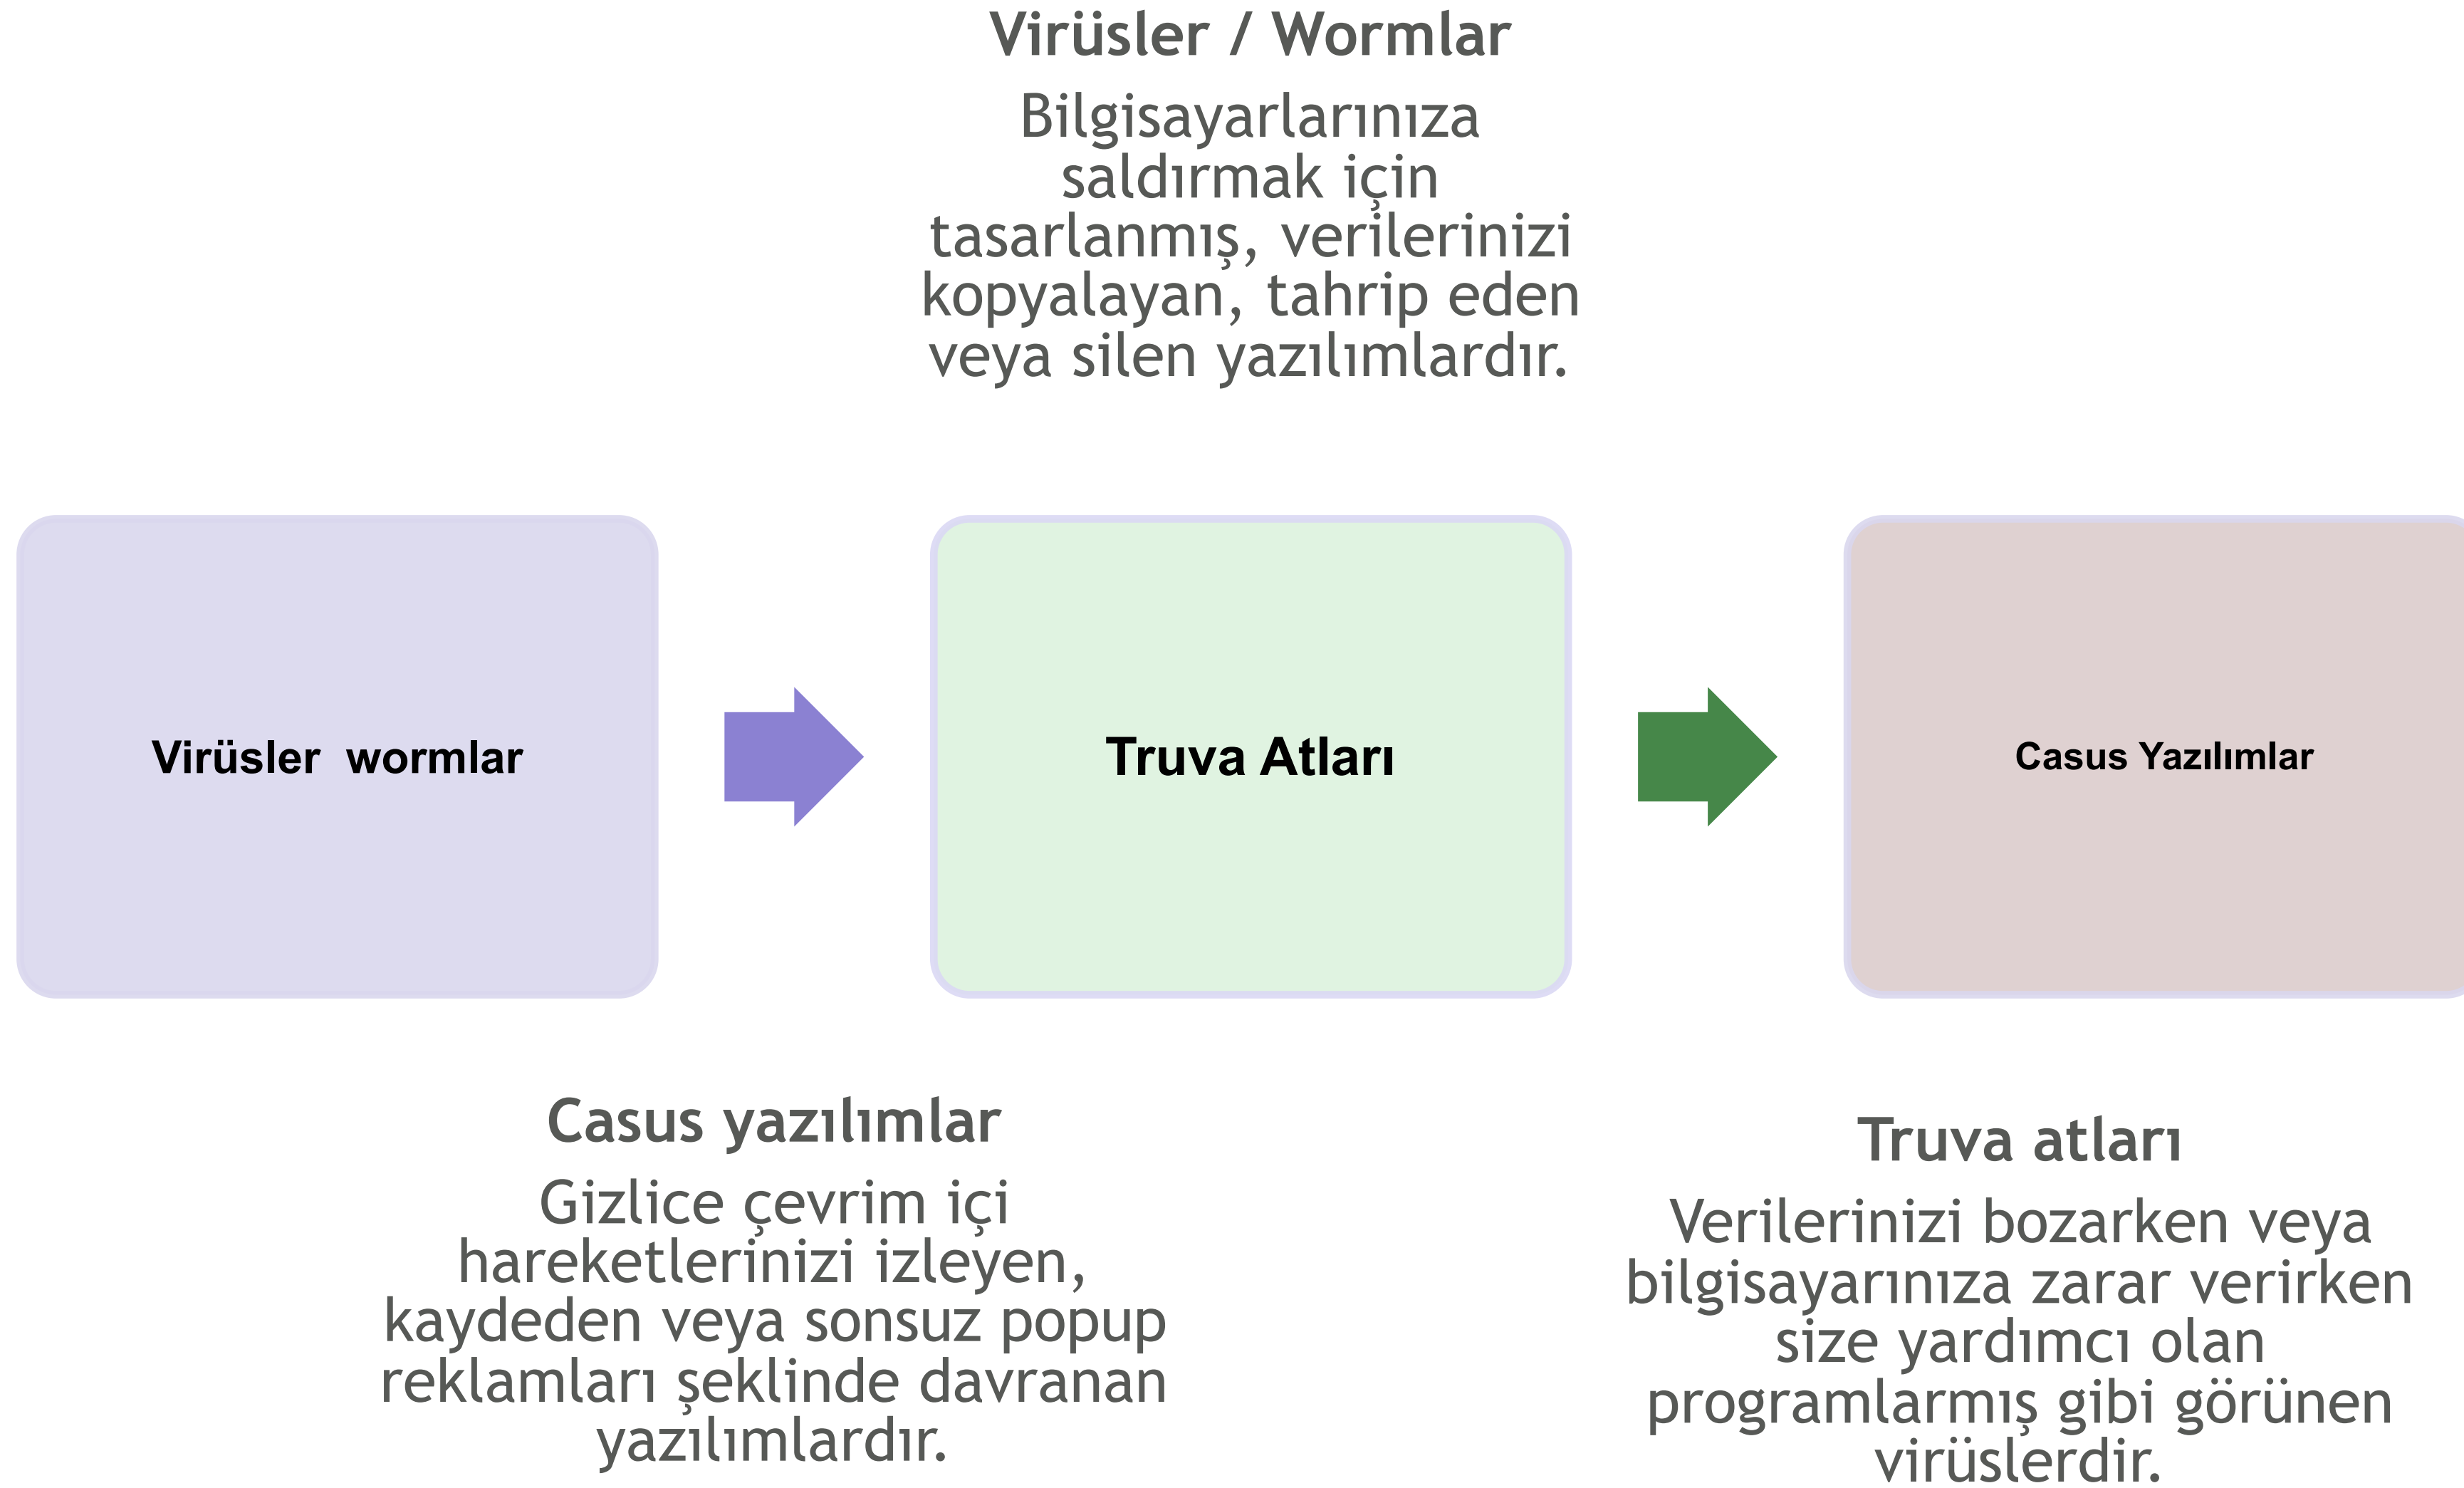 Virüsler / Wormlar
Bilgisayarlarınıza
saldırmak için
tasarlanmış, verilerinizi
kopyalayan, tahrip eden
veya silen yazılımlardır.
Virüsler  wormlar
Truva Atları
Casus Yazılımlar
Casus yazılımlar
Gizlice çevrim içi
hareketlerinizi izleyen,
kaydeden veya sonsuz popup
reklamları şeklinde davranan
yazılımlardır.
Truva atları
Verilerinizi bozarken veya
bilgisayarınıza zarar verirken
size yardımcı olan
programlarmış gibi görünen
virüslerdir.